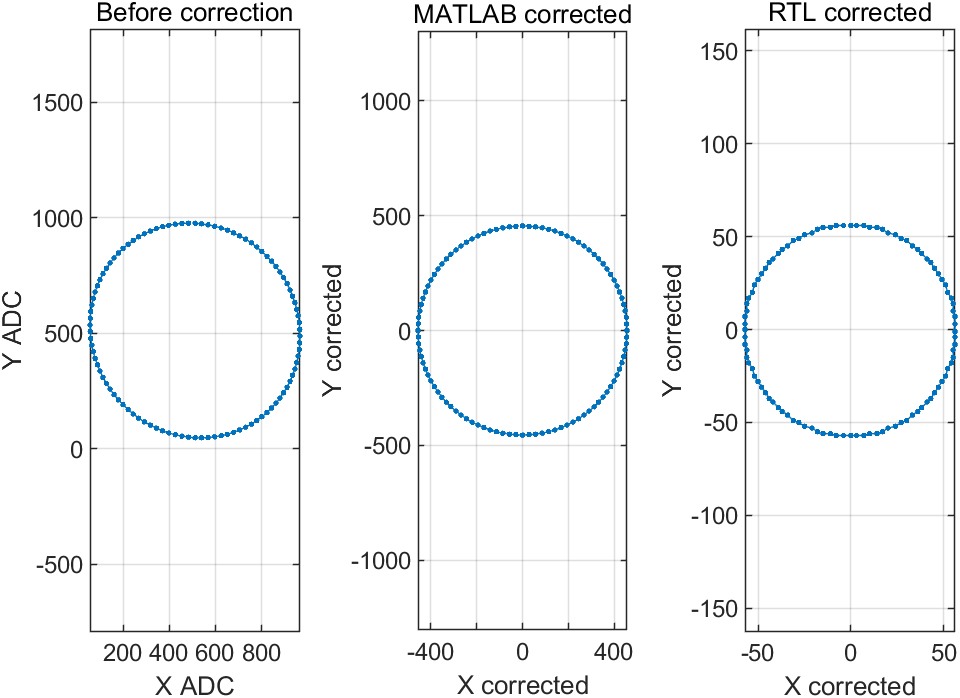 Before correction
1500
1000
500
0
-500
200 400 600 800
X ADC
Y ADC
MATLAB corrected
1000
500
0
-500
-1000
-400 0 400
X corrected
Y corrected
RTL corrected
150
100
50
0
-50
-100
-150
-50 0 50
X corrected
Y corrected